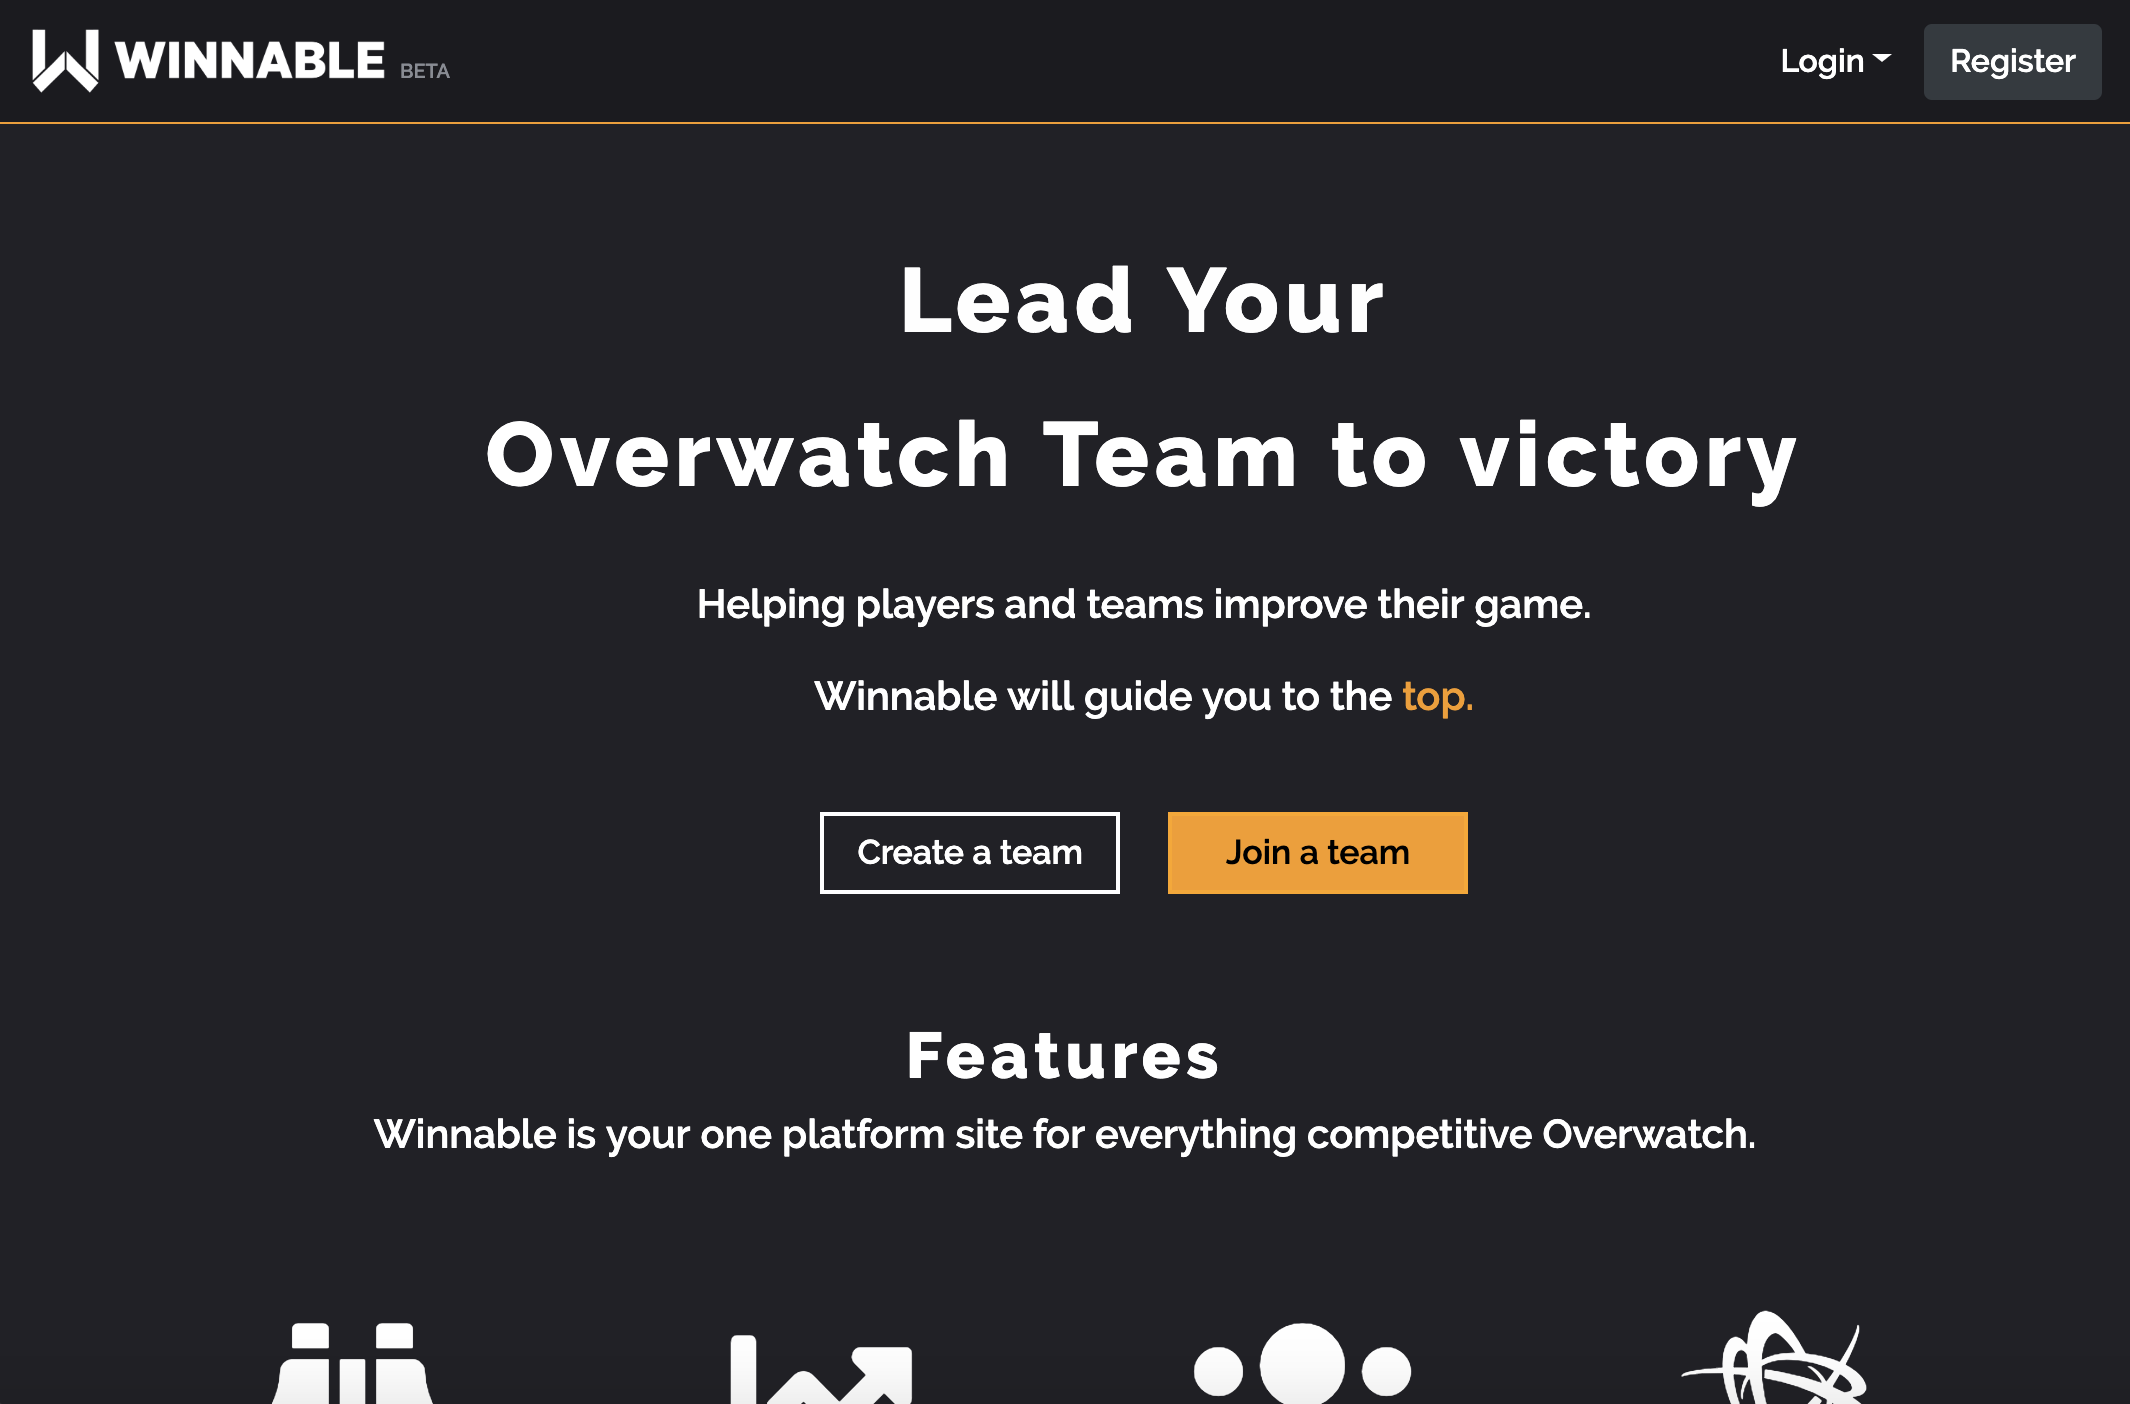 WINNABLE BETA
Login Register
Lead Your
Overwatch Team to victory
Helping players and teams improve their game.
Winnable will guide you to the top.
Create a team Join a team
Features
Winnable is your one platform site for everything competitive Overwatch.